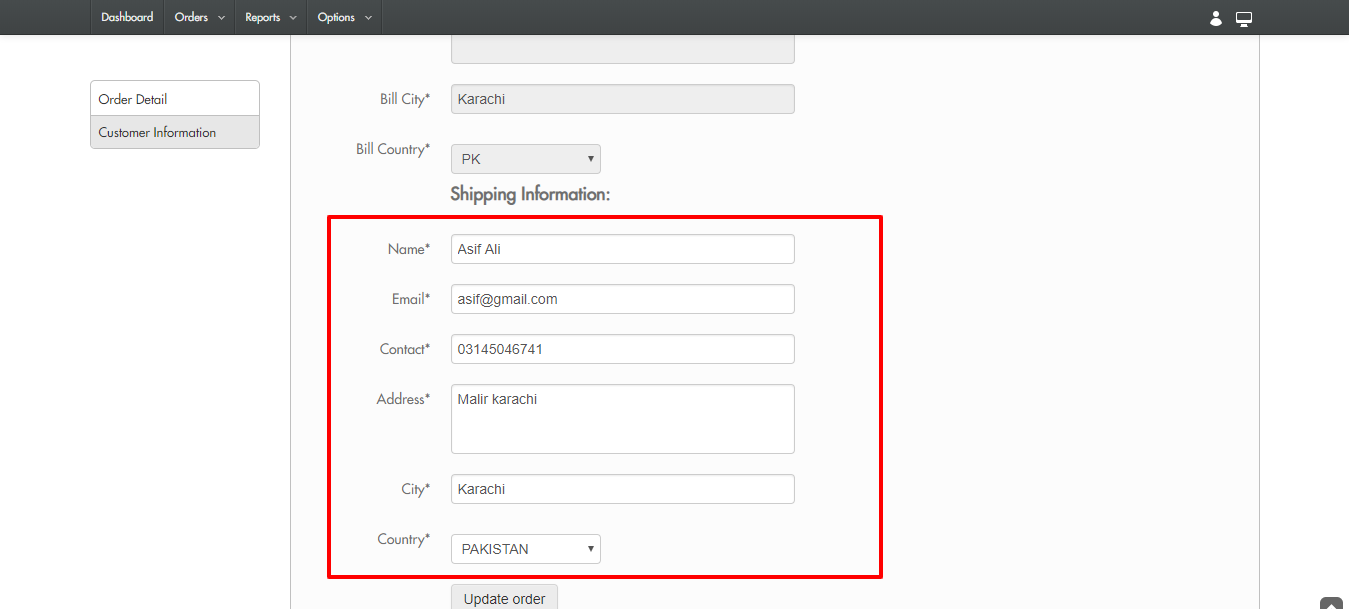 Dashboard Orders Reports Options
Order Detail
Customer Information
Bill City* Karachi
Bill Country* PK
Shipping Information:
Name* Asif Ali
Email* asif@gmail.com
Contact* 03145046741
Address* Malir karachi
City* Karachi
Country* PAKISTAN
Update order